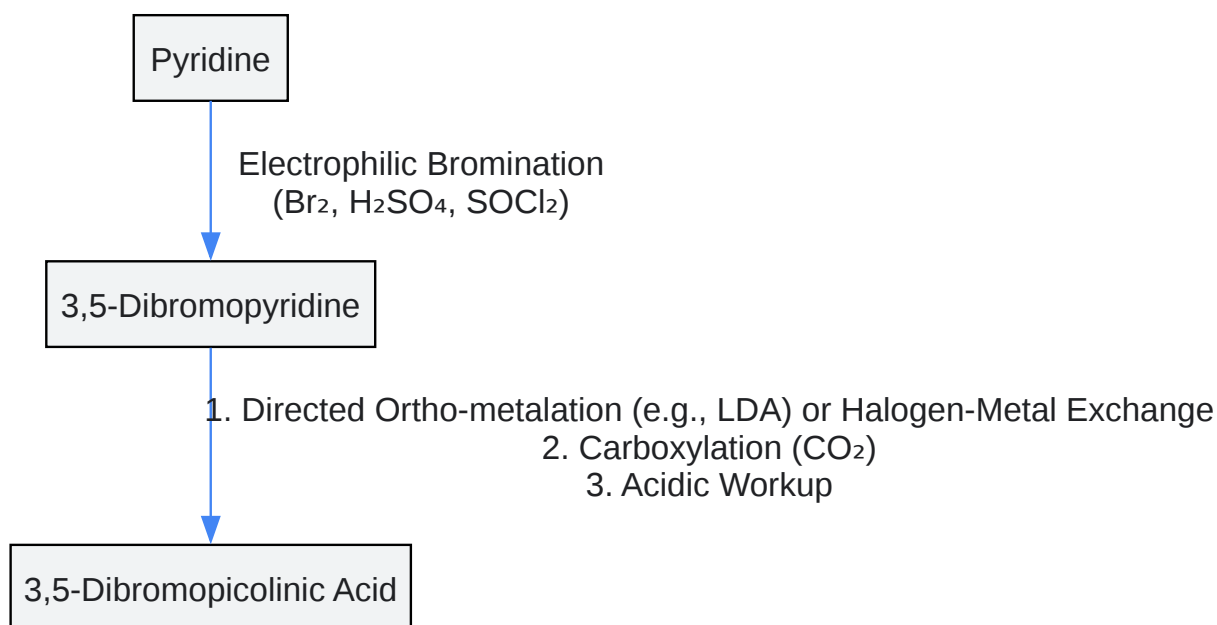 Pyridine
Electrophilic Bromination
(Br₂, H₂SO₄, SOCl₂)
3,5-Dibromopyridine
1. Directed Ortho-metalation (e.g., LDA) or Halogen-Metal Exchange
2. Carboxylation (CO₂)
3. Acidic Workup
3,5-Dibromopicolinic Acid